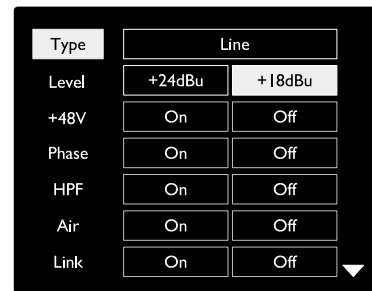 Type Line
Level +24dBu +18dBu
+48V On Off
Phase On Off
HPF On Off
Air On Off
Link On Off